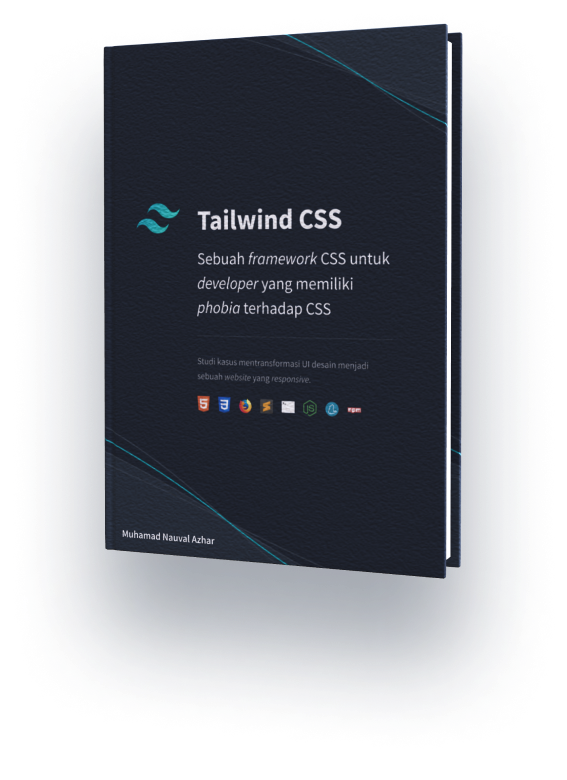 Tailwind CSS
Sebuah framework CSS untuk
developer yang memiliki
phobia terhadap CSS
Studi kasus mentransformasi UI desain menjadi
sebuah website yang responsive.
5
3
JS
npm
Muhamad Nauval Azhar